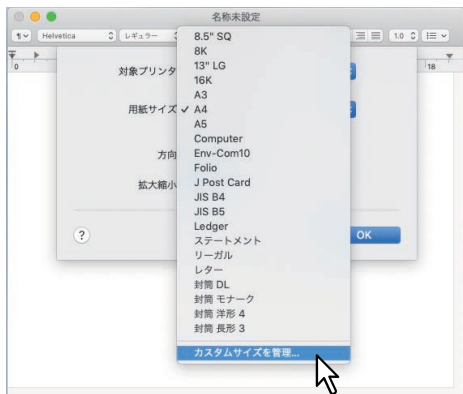 名称未設定
¶ Helvetica レギュラー 1.0
0 18
対象プリンタ
用紙サイズ ✓ A4
方向
拡大縮小
8.5" SQ
8K
13" LG
16K
A3
A5
Computer
Env-Com10
Folio
J Post Card
JIS B4
JIS B5
Ledger
ステートメント
リーガル
レター
封筒 DL
封筒 モナーク
封筒 洋形 4
封筒 長形 3
カスタムサイズを管理...
? OK